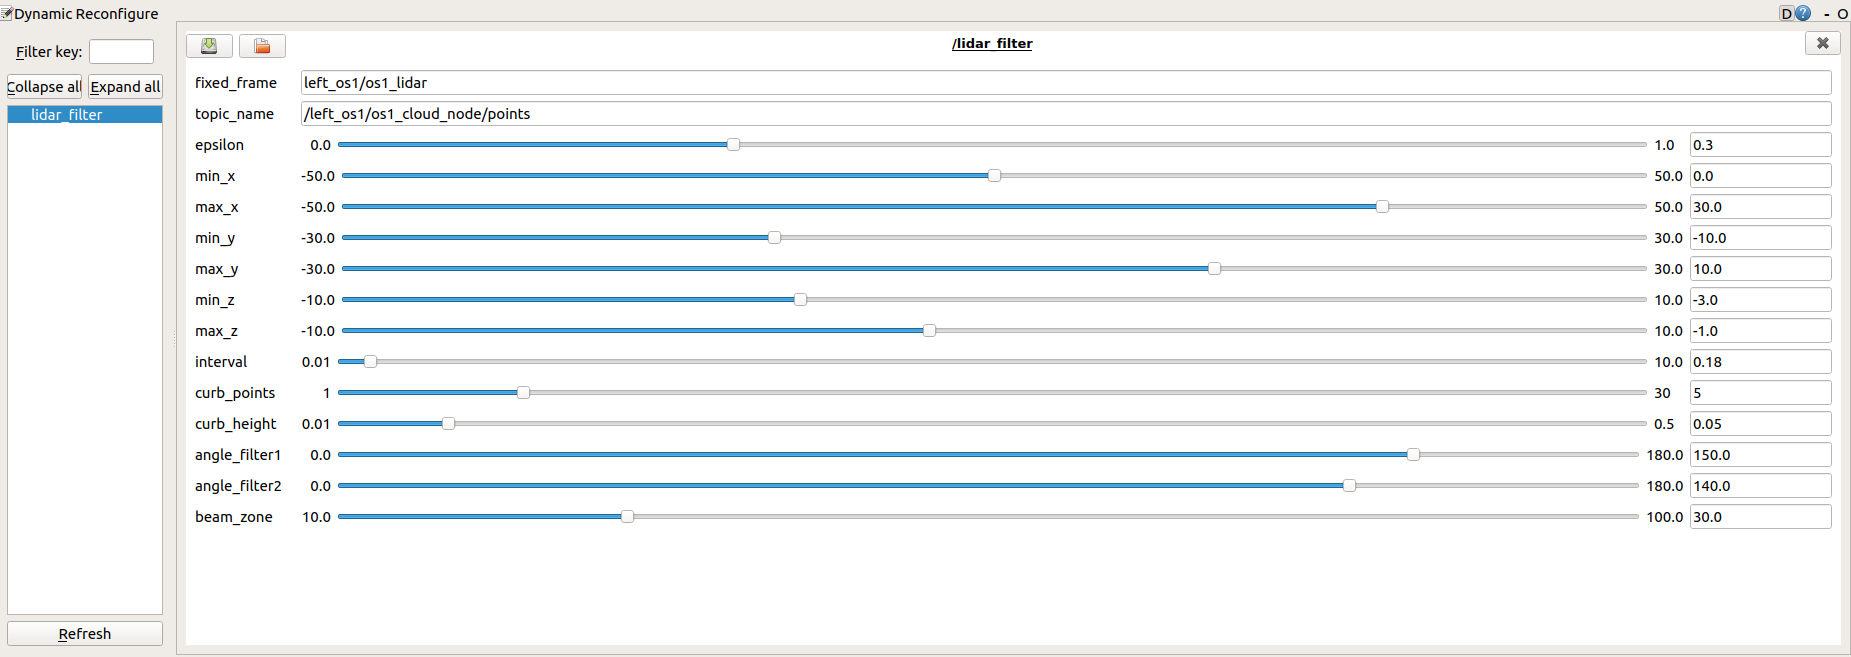 Dynamic Reconfigure D ? - O
Filter key:
Collapse all Expand all
lidar_filter
Refresh
/lidar_filter
fixed_frame left_os1/os1_lidar
topic_name /left_os1/os1_cloud_node/points
epsilon 0.0 1.0 0.3
min_x -50.0 50.0 0.0
max_x -50.0 50.0 30.0
min_y -30.0 30.0 -10.0
max_y -30.0 30.0 10.0
min_z -10.0 10.0 -3.0
max_z -10.0 10.0 -1.0
interval 0.01 10.0 0.18
curb_points 1 30 5
curb_height 0.01 0.5 0.05
angle_filter1 0.0 180.0 150.0
angle_filter2 0.0 180.0 140.0
beam_zone 10.0 100.0 30.0